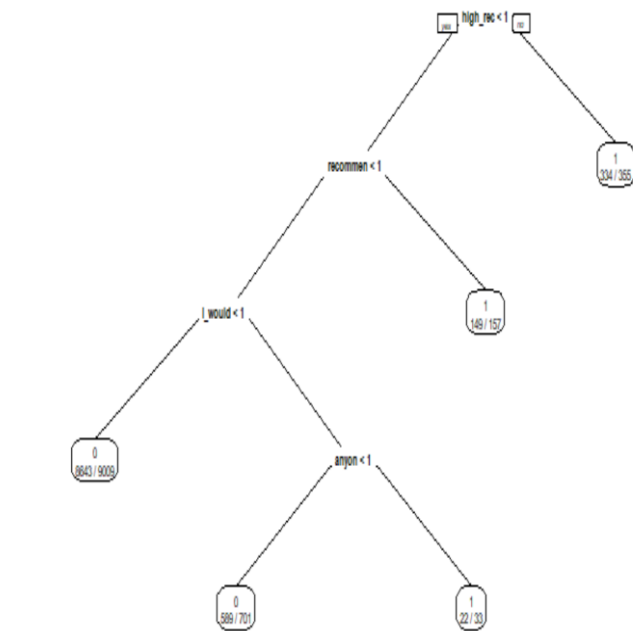 yes high_rec < 1 no
recommen < 1
1
334 / 355
I_would < 1
1
149 / 157
0
8643 / 9009
anyon < 1
0
589 / 701
1
22 / 33